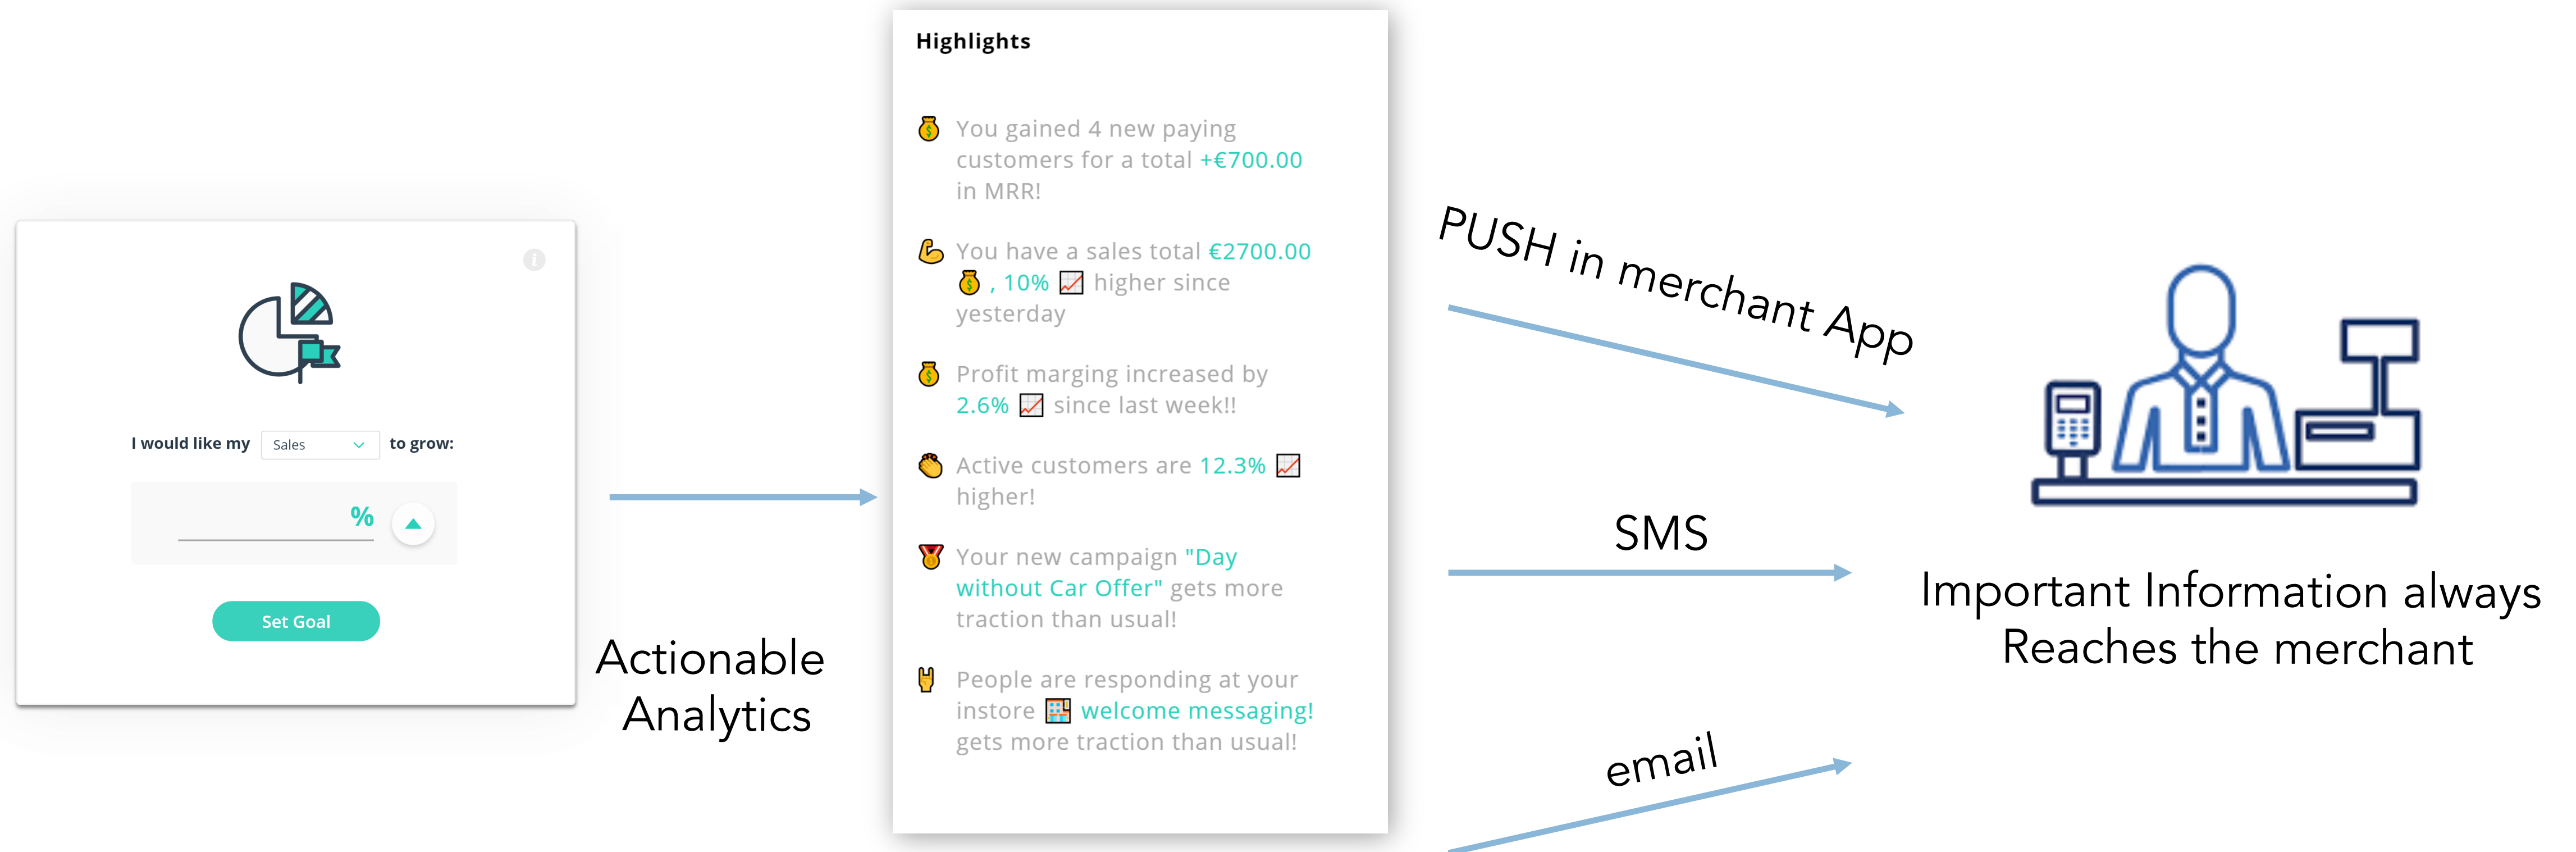 I would like my Sales to grow:
%
Set Goal
Actionable
Analytics
Highlights
You gained 4 new paying
customers for a total +€700.00
in MRR!
You have a sales total €2700.00
, 10% higher since
yesterday
Profit marging increased by
2.6% since last week!!
Active customers are 12.3%
higher!
Your new campaign "Day
without Car Offer" gets more
traction than usual!
People are responding at your
instore welcome messaging!
gets more traction than usual!
PUSH in merchant App
SMS
email
Important Information always
Reaches the merchant